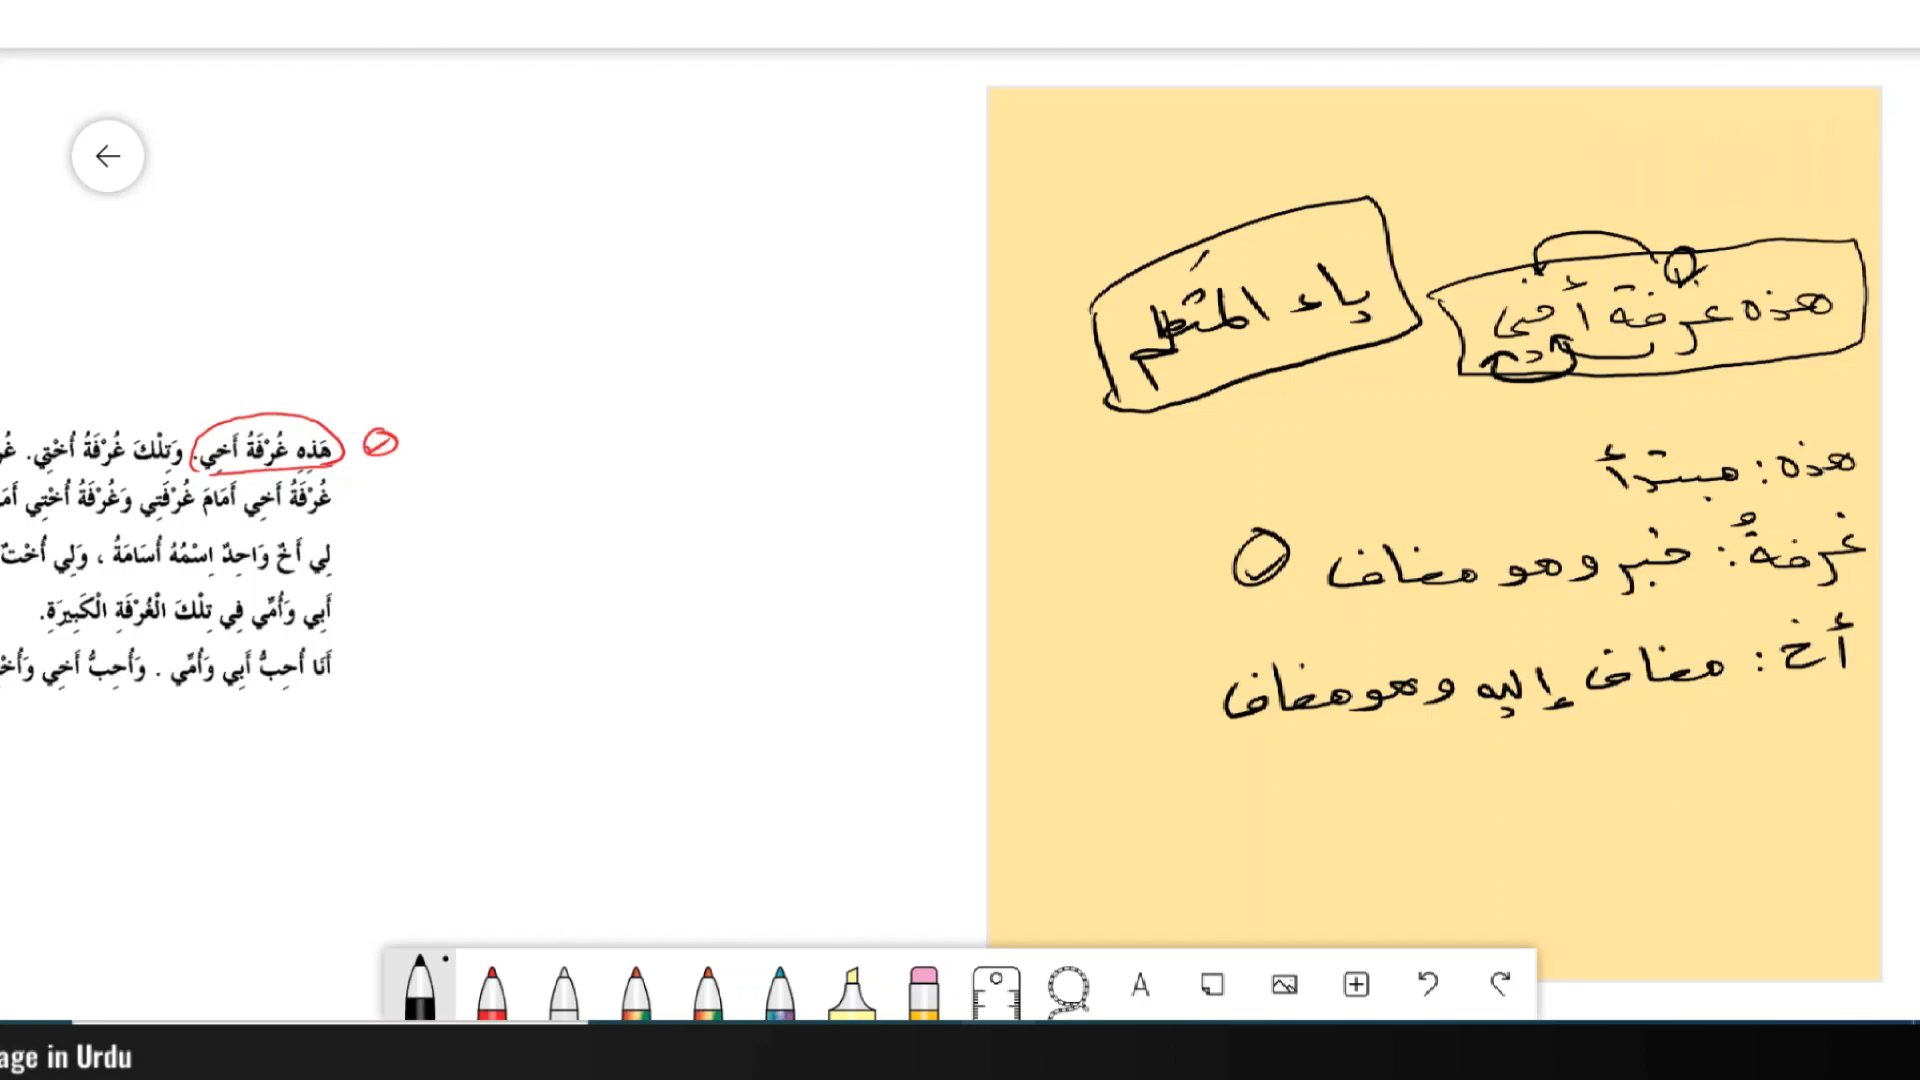 ياء المتكلم
هذه غرفة أخي
هذه: مبتدأ
غرفةُ: خبر وهو مضاف
أخ: مضاف إليه وهو مضاف
هَذِهِ غُرْفَةُ أَخِي. وَتِلْكَ غُرْفَةُ أُخْتِي.
غُرْفَةُ أَخِي أَمَامَ غُرْفَتِي وَغُرْفَةُ أُخْتِي
لِي أَخٌ وَاحِدٌ اِسْمُهُ أُسَامَةُ ، وَلِي أُخْتٌ
أَبِي وَأُمِّي فِي تِلْكَ الْغُرْفَةِ الْكَبِيرَةِ.
أَنَا أُحِبُّ أَبِي وَأُمِّي . وَأُحِبُّ أَخِي
A
age in Urdu